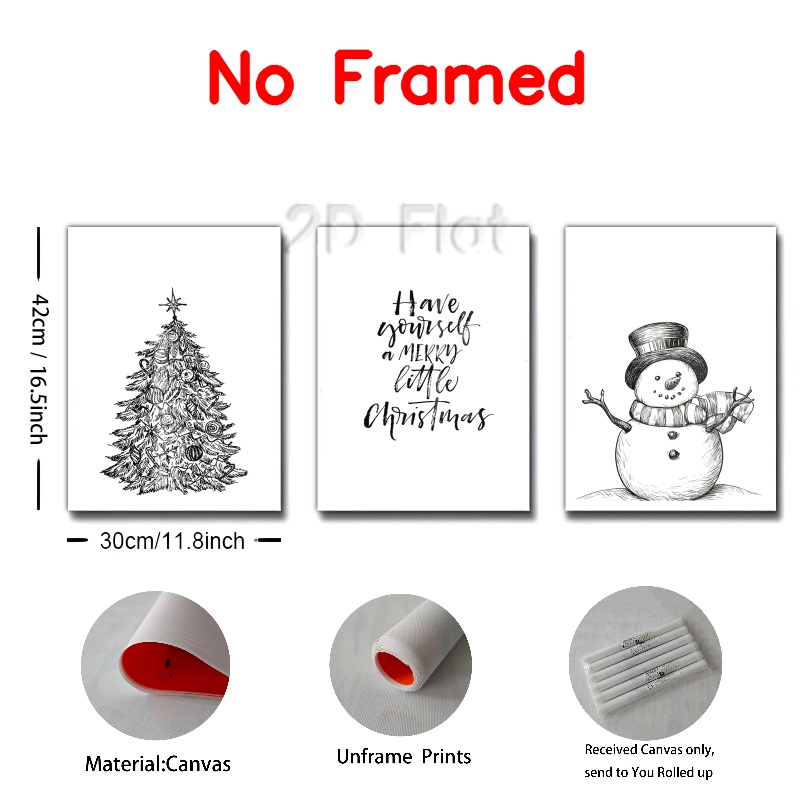 No Framed
2D Flat
42cm / 16.5inch
Have
yourself
a MERRY
little
Christmas
30cm/11.8inch
Material:Canvas
Unframe Prints
Received Canvas only,
send to You Rolled up